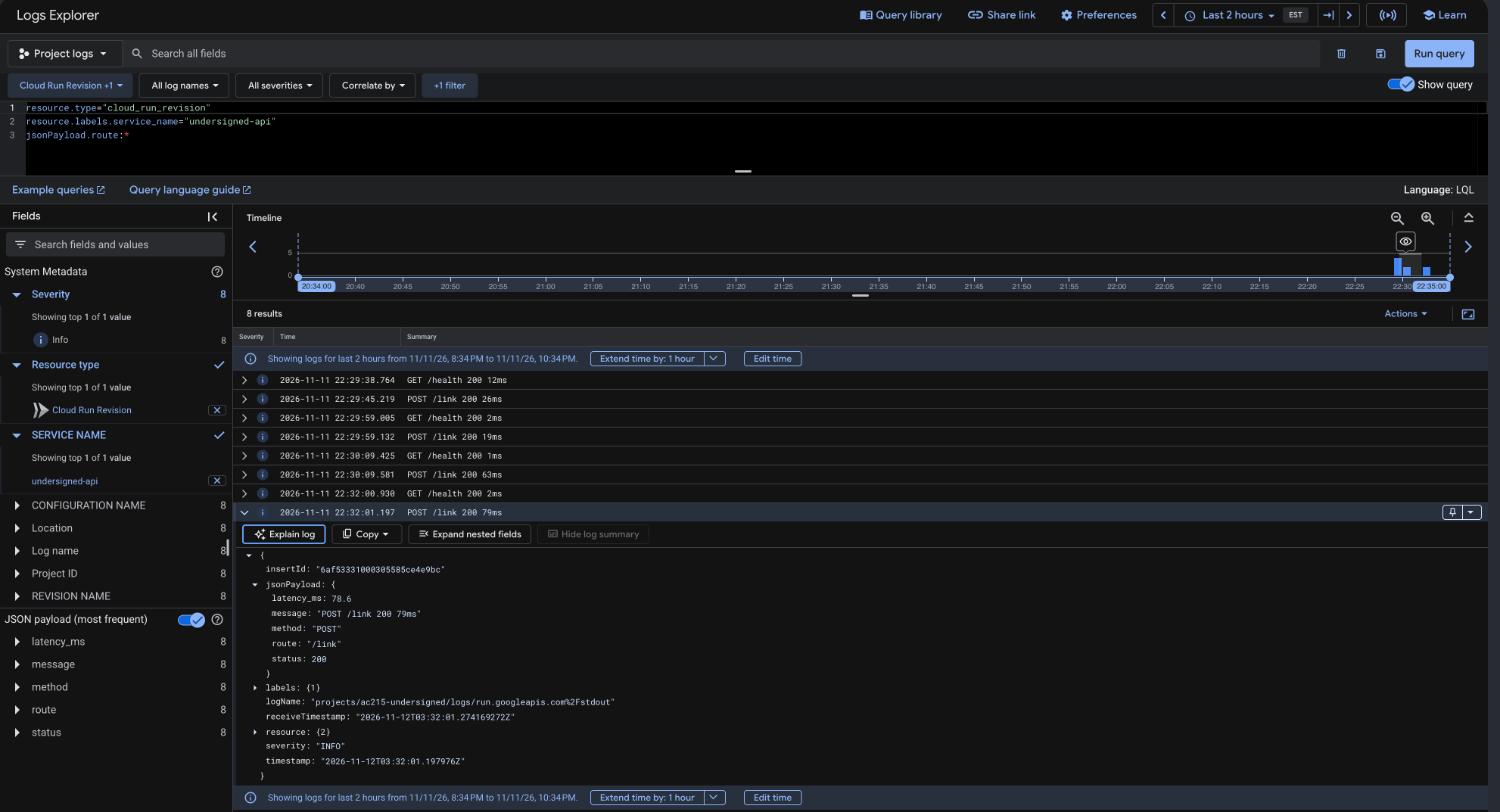 Logs Explorer
Query library
Share link
Preferences
Last 2 hours
EST
Learn
Project logs
Search all fields
Run query
Cloud Run Revision +1
All log names
All severities
Correlate by
+1 filter
Show query
1 resource.type="cloud_run_revision"
2 resource.labels.service_name="undersigned-api"
3 jsonPayload.route:*
Example queries
Query language guide
Language: LQL
Fields
Search fields and values
System Metadata
Severity 8
Showing top 1 of 1 value
Info 8
Resource type
Showing top 1 of 1 value
Cloud Run Revision
SERVICE NAME
Showing top 1 of 1 value
undersigned-api
CONFIGURATION NAME 8
Location 8
Log name 8
Project ID 8
REVISION NAME 8
JSON payload (most frequent)
latency_ms 8
message 8
method 8
route 8
status 8
Timeline
5
0
20:34:00 20:40 20:45 20:50 20:55 21:00 21:05 21:10 21:15 21:20 21:25 21:30 21:35 21:40 21:45 21:50 21:55 22:00 22:05 22:10 22:15 22:20 22:25 22:30 22:35:00
8 results
Actions
Severity Time Summary
Showing logs for last 2 hours from 11/11/26, 8:34 PM to 11/11/26, 10:34 PM. Extend time by: 1 hour Edit time
2026-11-11 22:29:38.764 GET /health 200 12ms
2026-11-11 22:29:45.219 POST /link 200 26ms
2026-11-11 22:29:59.005 GET /health 200 2ms
2026-11-11 22:29:59.132 POST /link 200 19ms
2026-11-11 22:30:09.425 GET /health 200 1ms
2026-11-11 22:30:09.581 POST /link 200 63ms
2026-11-11 22:32:00.930 GET /health 200 2ms
2026-11-11 22:32:01.197 POST /link 200 79ms
Explain log
Copy
Expand nested fields
Hide log summary
{
insertId: "6af53331000305585ce4e9bc"
jsonPayload: {
latency_ms: 78.6
message: "POST /link 200 79ms"
method: "POST"
route: "/link"
status: 200
}
labels: {1}
logName: "projects/ac215-undersigned/logs/run.googleapis.com%2Fstdout"
receiveTimestamp: "2026-11-12T03:32:01.274169272Z"
resource: {2}
severity: "INFO"
timestamp: "2026-11-12T03:32:01.197976Z"
}
Showing logs for last 2 hours from 11/11/26, 8:34 PM to 11/11/26, 10:34 PM. Extend time by: 1 hour Edit time